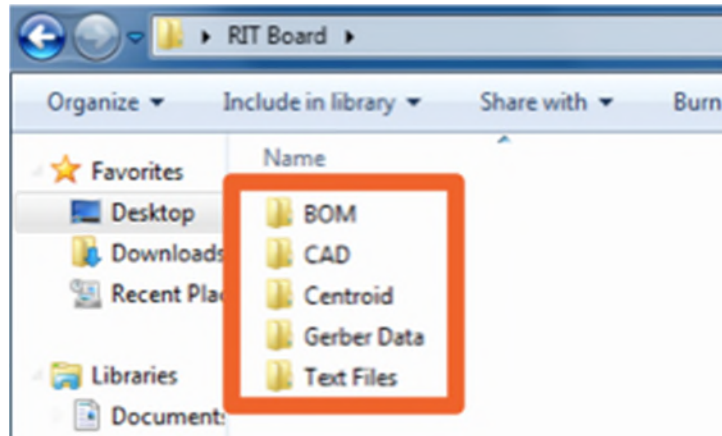 RIT Board
Organize Include in library Share with Burn
Name
Favorites
Desktop
Downloads
Recent Pla
Libraries
Document
BOM
CAD
Centroid
Gerber Data
Text Files